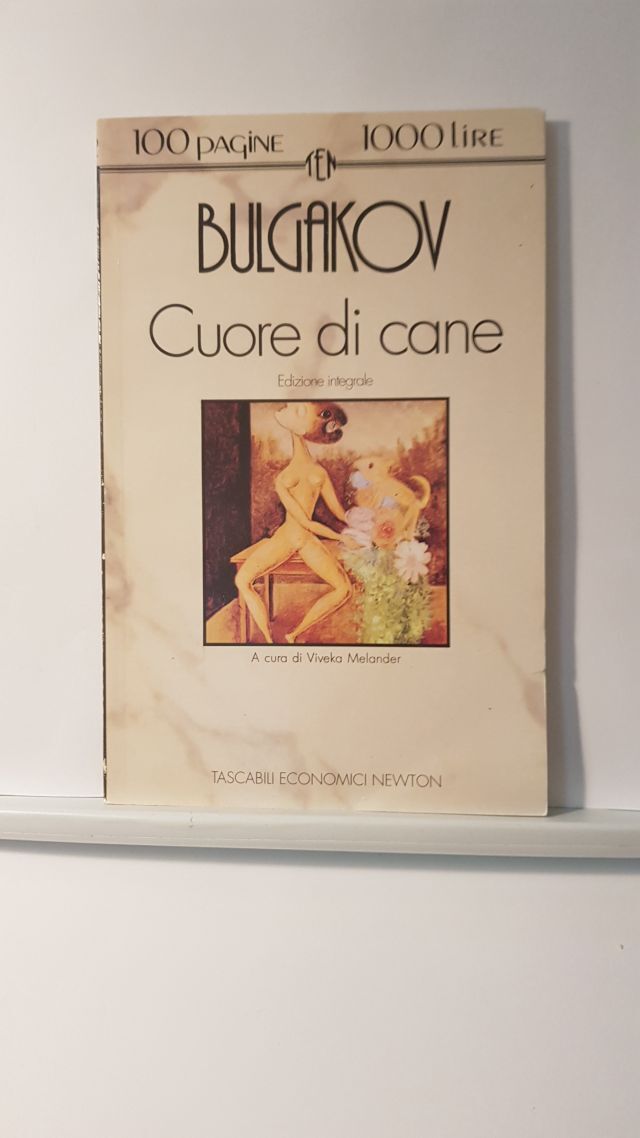 100 pagine 1000 lire
TEN
BULGAKOV
Cuore di cane
Edizione integrale
A cura di Viveka Melander
TASCABILI ECONOMICI NEWTON